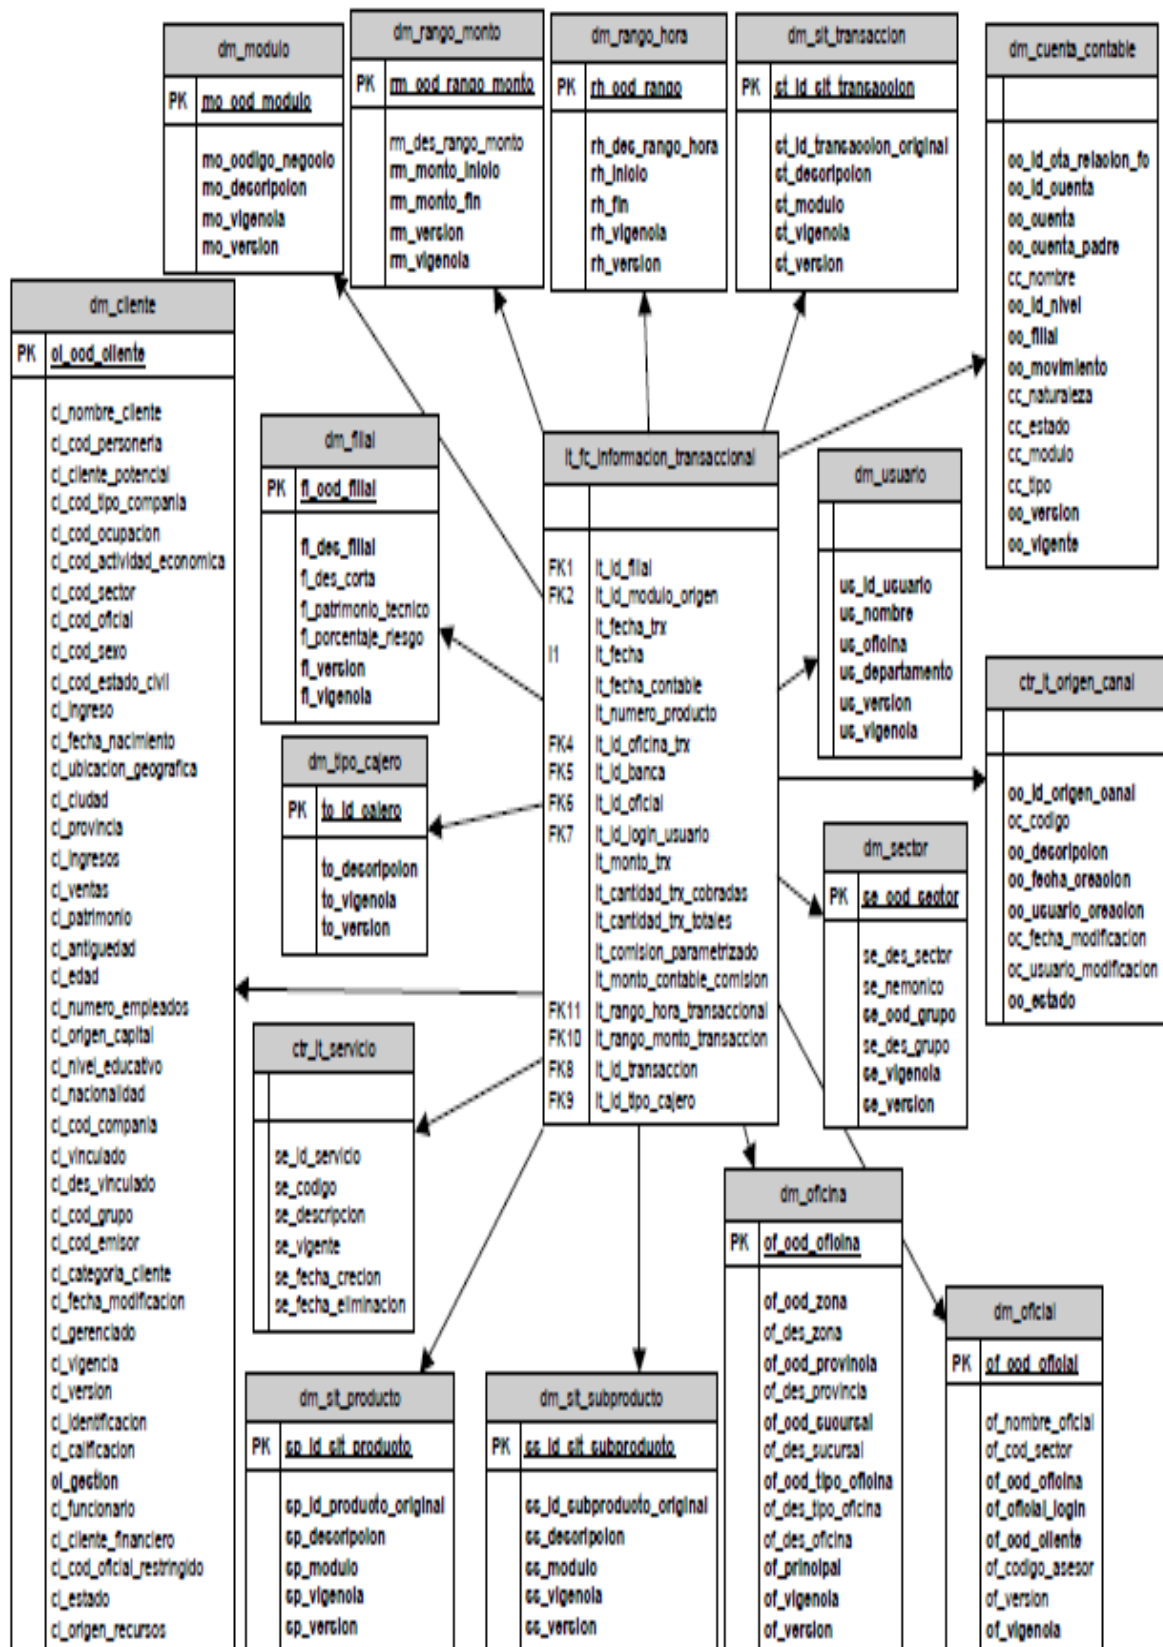 dm_modulo
PK mo_cod_modulo
mo_codigo_negocio
mo_descripcion
mo_vigencia
mo_version
dm_rango_monto
PK rm_cod_rango_monto
rm_des_rango_monto
rm_monto_inicio
rm_monto_fin
rm_version
rm_vigencia
dm_rango_hora
PK rh_cod_rango
rh_des_rango_hora
rh_inicio
rh_fin
rh_vigencia
rh_version
dm_sit_transaccion
PK st_id_sit_transaccion
st_id_transaccion_original
st_descripcion
st_modulo
st_vigencia
st_version
dm_cuenta_contable
cc_id_cta_relacion_fc
cc_id_cuenta
cc_cuenta
cc_cuenta_padre
cc_nombre
cc_id_nivel
cc_filial
cc_movimiento
cc_naturaleza
cc_estado
cc_modulo
cc_tipo
cc_version
cc_vigente
dm_cliente
PK cl_cod_cliente
cl_nombre_cliente
cl_cod_personeria
cl_cliente_potencial
cl_cod_tipo_compania
cl_cod_ocupacion
cl_cod_actividad_economica
cl_cod_sector
cl_cod_oficial
cl_cod_sexo
cl_cod_estado_civil
cl_ingreso
cl_fecha_nacimiento
cl_ubicacion_geografica
cl_ciudad
cl_provincia
cl_ingresos
cl_ventas
cl_patrimonio
cl_antiguedad
cl_edad
cl_numero_empleados
cl_origen_capital
cl_nivel_educativo
cl_nacionalidad
cl_cod_compania
cl_vinculado
cl_des_vinculado
cl_cod_grupo
cl_cod_emisor
cl_categoria_cliente
cl_fecha_modificacion
cl_gerenciado
cl_vigencia
cl_version
cl_identificacion
cl_calificacion
cl_gestion
cl_funcionario
cl_cliente_financiero
cl_cod_oficial_restringido
cl_estado
cl_origen_recursos
dm_filial
PK fi_cod_filial
fi_des_filial
fi_des_corta
fi_patrimonio_tecnico
fi_porcentaje_riesgo
fi_version
fi_vigencia
it_fc_informacion_transaccional
FK1 it_id_filial
FK2 it_id_modulo_origen
it_fecha_trx
I1 it_fecha
it_fecha_contable
it_numero_producto
FK4 it_id_oficina_trx
FK5 it_id_banca
FK6 it_id_oficial
FK7 it_id_login_usuario
it_monto_trx
it_cantidad_trx_cobradas
it_cantidad_trx_totales
it_comision_parametrizado
it_monto_contable_comision
FK11 it_rango_hora_transaccional
FK10 it_rango_monto_transaccion
FK8 it_id_transaccion
FK9 it_id_tipo_cajero
dm_usuario
us_id_usuario
us_nombre
us_oficina
us_departamento
us_version
us_vigencia
ctr_it_origen_canal
oc_id_origen_canal
oc_codigo
oc_descripcion
oc_fecha_creacion
oc_usuario_creacion
oc_fecha_modificacion
oc_usuario_modificacion
oc_estado
dm_tipo_cajero
PK tc_id_cajero
tc_descripcion
tc_vigencia
tc_version
dm_sector
PK se_cod_sector
se_des_sector
se_nemonico
se_cod_grupo
se_des_grupo
se_vigencia
se_version
ctr_it_servicio
se_id_servicio
se_codigo
se_descripcion
se_vigente
se_fecha_crecion
se_fecha_eliminacion
dm_oficina
PK of_cod_oficina
of_cod_zona
of_des_zona
of_cod_provincia
of_des_provincia
of_cod_sucursal
of_des_sucursal
of_cod_tipo_oficina
of_des_tipo_oficina
of_des_oficina
of_principal
of_vigencia
of_version
dm_oficial
PK of_cod_oficial
of_nombre_oficial
of_cod_sector
of_cod_oficina
of_oficial_login
of_cod_cliente
of_codigo_asesor
of_version
of_vigencia
dm_sit_producto
PK sp_id_sit_producto
sp_id_producto_original
sp_descripcion
sp_modulo
sp_vigencia
sp_version
dm_sit_subproducto
PK ss_id_sit_subproducto
ss_id_subproducto_original
ss_descripcion
ss_modulo
ss_vigencia
ss_version